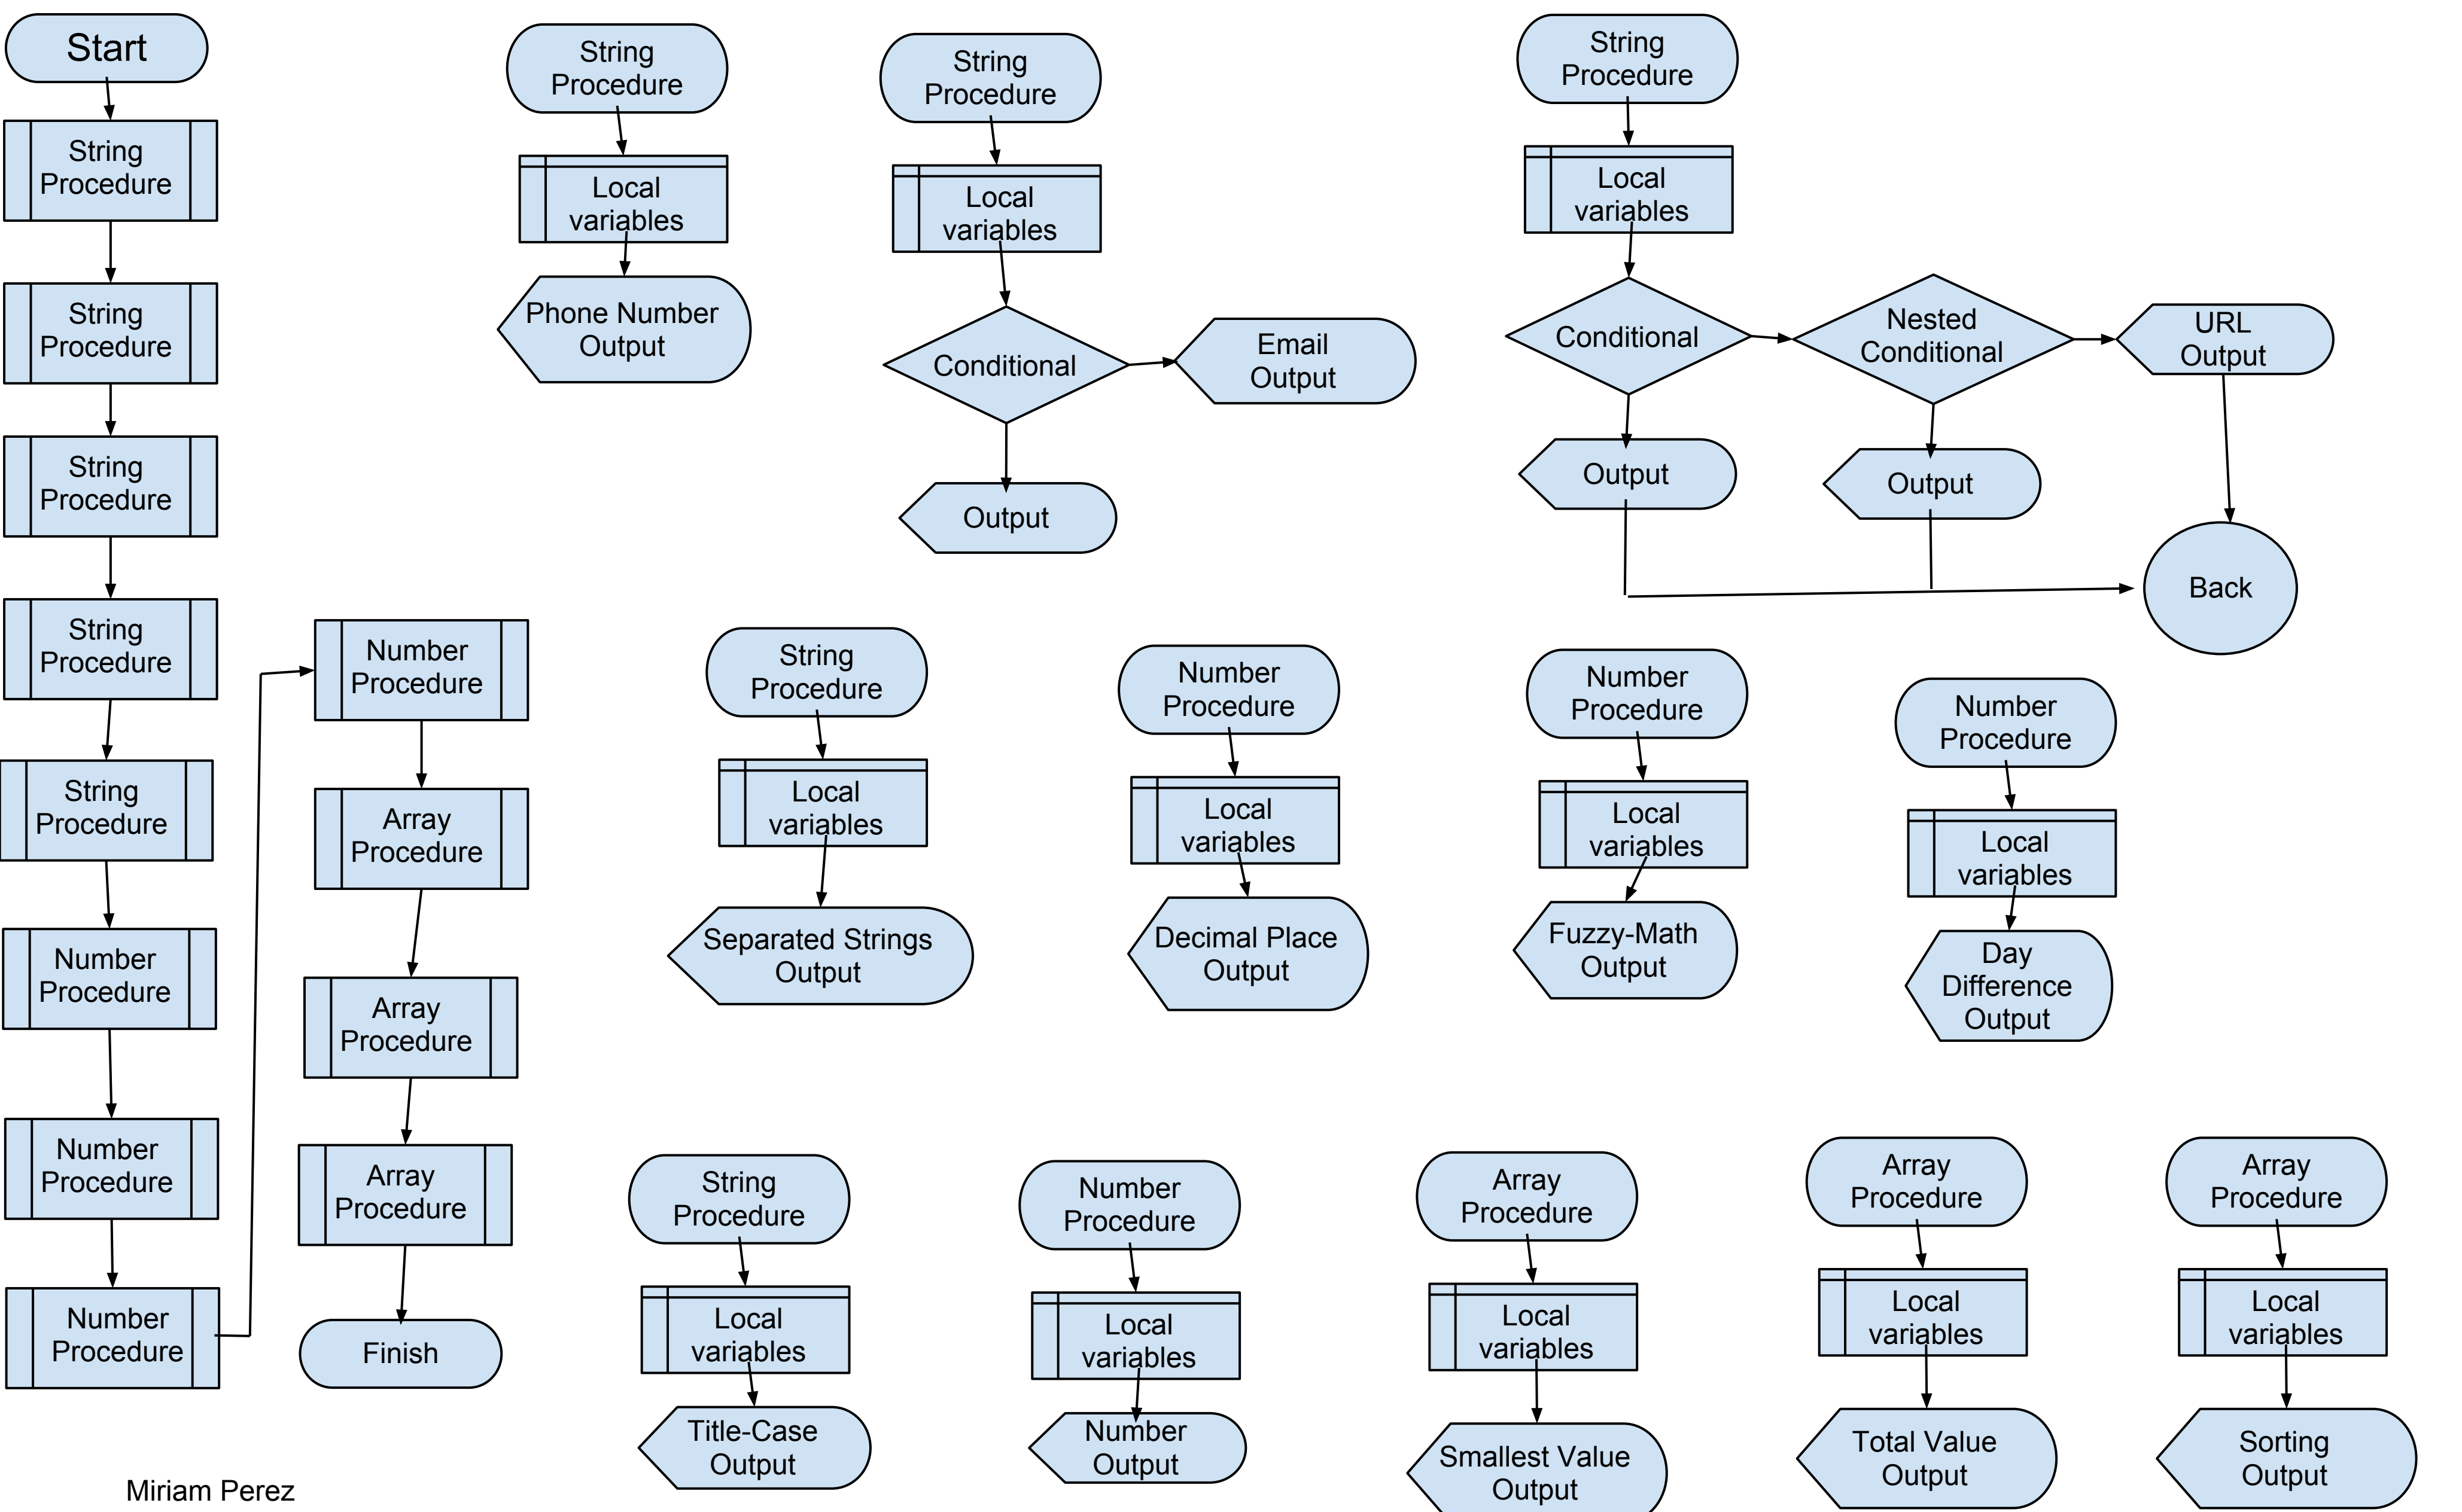 Start
String
Procedure
String
Procedure
String
Procedure
String
Procedure
String
Procedure
Number
Procedure
Number
Procedure
Number
Procedure
Number
Procedure
Array
Procedure
Array
Procedure
Array
Procedure
Finish
String
Procedure
Local
variables
Phone Number
Output
String
Procedure
Local
variables
Conditional
Email
Output
Output
String
Procedure
Local
variables
Conditional
Nested
Conditional
URL
Output
Output
Output
Back
String
Procedure
Local
variables
Separated Strings
Output
Number
Procedure
Local
variables
Decimal Place
Output
Number
Procedure
Local
variables
Fuzzy-Math
Output
Number
Procedure
Local
variables
Day
Difference
Output
String
Procedure
Local
variables
Title-Case
Output
Number
Procedure
Local
variables
Number
Output
Array
Procedure
Local
variables
Smallest Value
Output
Array
Procedure
Local
variables
Total Value
Output
Array
Procedure
Local
variables
Sorting
Output
Miriam Perez